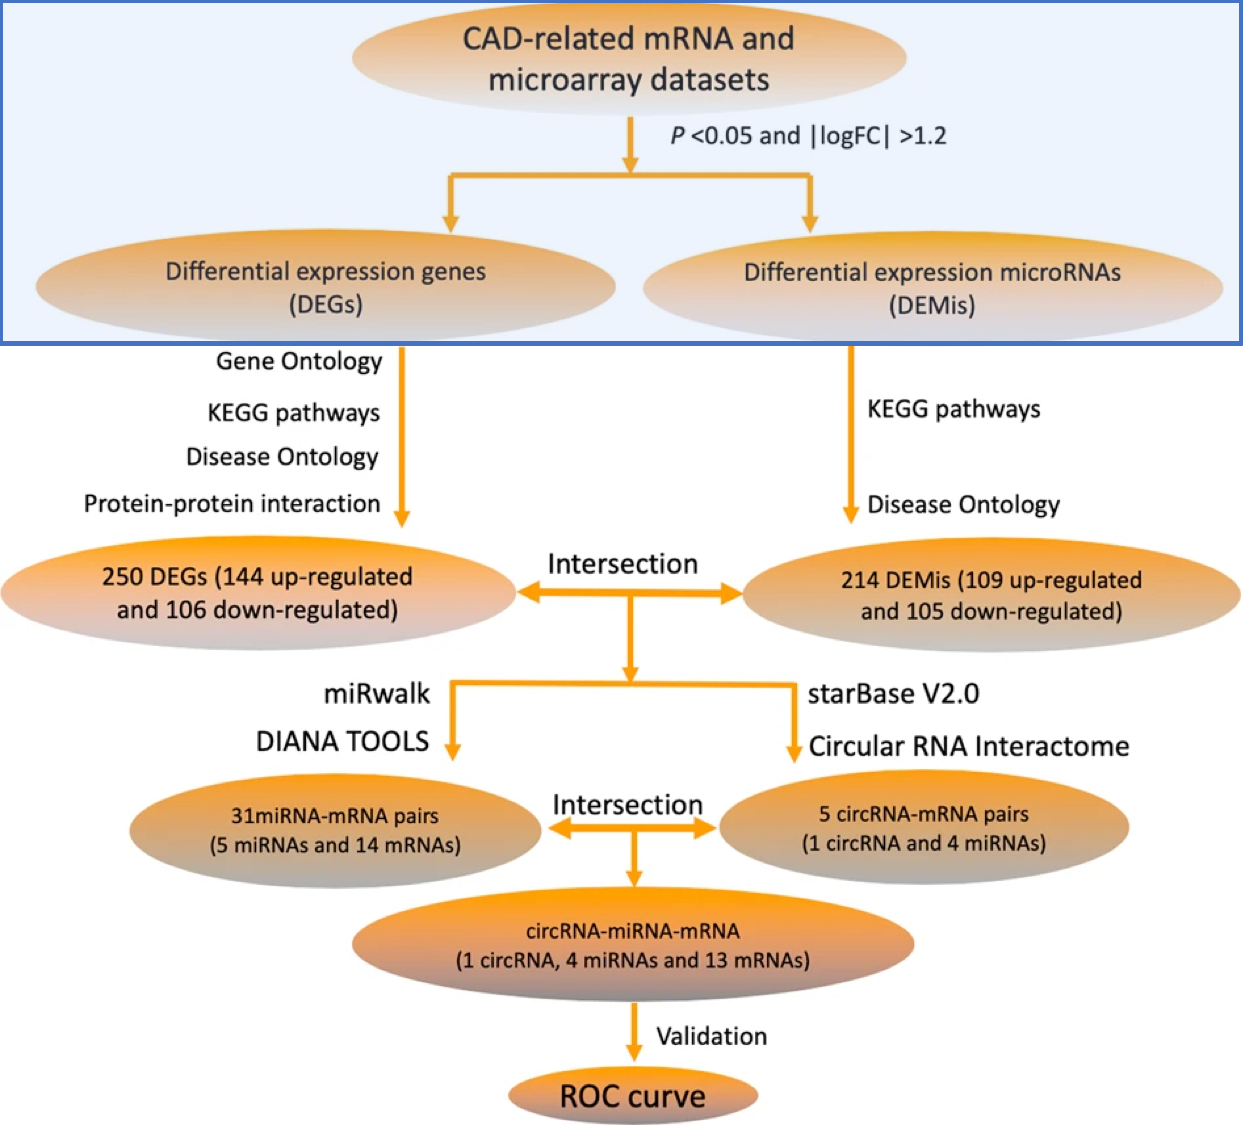 CAD-related mRNA and
microarray datasets
P <0.05 and |logFC| >1.2
Differential expression genes
(DEGs)
Differential expression microRNAs
(DEMis)
Gene Ontology
KEGG pathways
Disease Ontology
Protein-protein interaction
KEGG pathways
Disease Ontology
250 DEGs (144 up-regulated
and 106 down-regulated)
Intersection
214 DEMis (109 up-regulated
and 105 down-regulated)
miRwalk
DIANA TOOLS
starBase V2.0
Circular RNA Interactome
31miRNA-mRNA pairs
(5 miRNAs and 14 mRNAs)
Intersection
5 circRNA-mRNA pairs
(1 circRNA and 4 miRNAs)
circRNA-miRNA-mRNA
(1 circRNA, 4 miRNAs and 13 mRNAs)
Validation
ROC curve